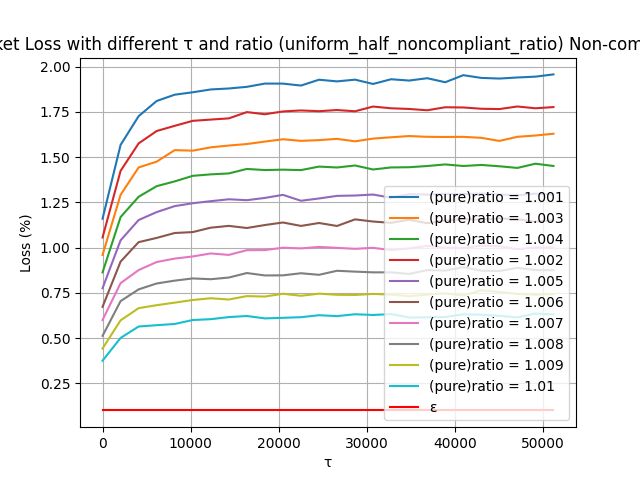 Loss with different τ and ratio (uniform_half_noncompliant_ratio)
2.00
1.75
1.50
1.25
1.00
0.75
0.50
0.25
Loss (%)
0 10000 20000 30000 40000 50000
τ
(pure)ratio = 1.001
(pure)ratio = 1.003
(pure)ratio = 1.004
(pure)ratio = 1.002
(pure)ratio = 1.005
(pure)ratio = 1.006
(pure)ratio = 1.007
(pure)ratio = 1.008
(pure)ratio = 1.009
(pure)ratio = 1.01
ε